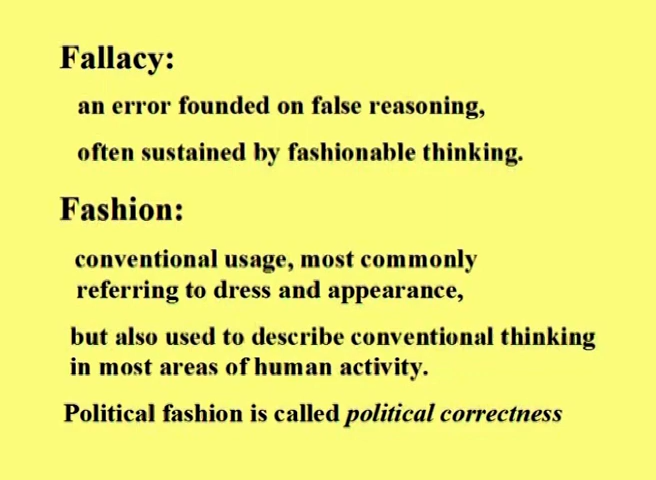 Fallacy:
an error founded on false reasoning,
often sustained by fashionable thinking.
Fashion:
conventional usage, most commonly
referring to dress and appearance,
but also used to describe conventional thinking
in most areas of human activity.
Political fashion is called political correctness